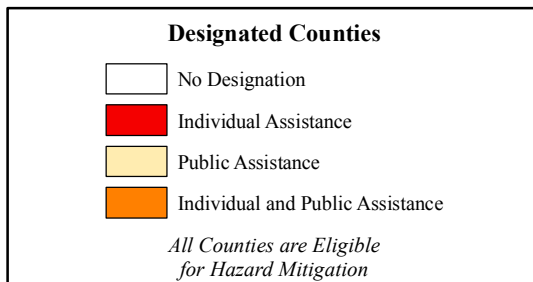 Designated Counties
No Designation
Individual Assistance
Public Assistance
Individual and Public Assistance
All Counties are Eligible
for Hazard Mitigation